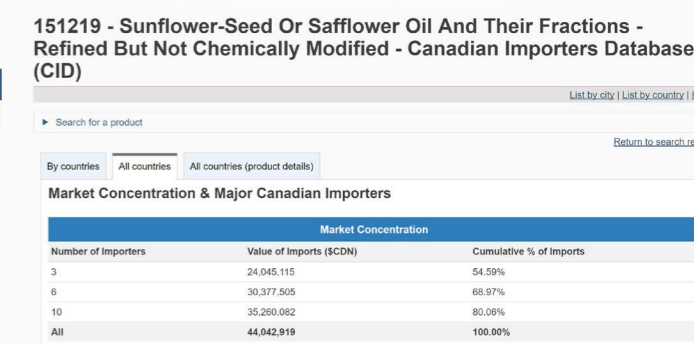 151219 - Sunflower-Seed Or Safflower Oil And Their Fractions -
Refined But Not Chemically Modified - Canadian Importers Database
(CID)
List by city | List by country |
Search for a product
Return to search
By countries All countries All countries (product details)
Market Concentration & Major Canadian Importers
Market Concentration
Number of Importers Value of Imports ($CDN) Cumulative % of Imports
3 24,045,115 54.59%
6 30,377,505 68.97%
10 35,260,082 80.06%
All 44,042,919 100.00%